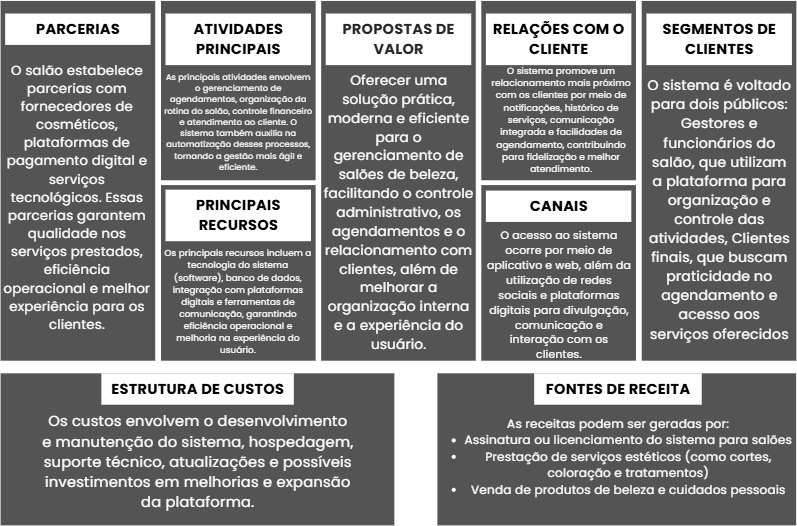 PARCERIAS
O salão estabelece
parcerias com
fornecedores de
cosméticos,
plataformas de
pagamento digital e
serviços
tecnológicos. Essas
parcerias garantem
qualidade nos
serviços prestados,
eficiência
operacional e melhor
experiência para os
clientes.
ATIVIDADES
PRINCIPAIS
As principais atividades envolvem
o gerenciamento de
agendamentos, organização da
rotina do salão, controle financeiro
e atendimento ao cliente. O
sistema também auxilia na
automatização desses processos,
tornando a gestão mais ágil e
eficiente.
PRINCIPAIS
RECURSOS
Os principais recursos incluem a
tecnologia do sistema
(software), banco de dados,
integração com plataformas
digitais e ferramentas de
comunicação, garantindo
eficiência operacional e
melhoria na experiência do
usuário.
PROPOSTAS DE
VALOR
Oferecer uma
solução prática,
moderna e eficiente
para o
gerenciamento de
salões de beleza,
facilitando o controle
administrativo, os
agendamentos e o
relacionamento com
clientes, além de
melhorar a
organização interna
e a experiência do
usuário.
RELAÇÕES COM O
CLIENTE
O sistema promove um
relacionamento mais próximo
com os clientes por meio de
notificações, histórico de
serviços, comunicação
integrada e facilidades de
agendamento, contribuindo
para fidelização e melhor
atendimento.
CANAIS
O acesso ao sistema
ocorre por meio de
aplicativo e web, além da
utilização de redes
sociais e plataformas
digitais para divulgação,
comunicação e
interação com os
clientes.
SEGMENTOS DE
CLIENTES
O sistema é voltado
para dois públicos:
Gestores e
funcionários do
salão, que utilizam
a plataforma para
organização e
controle das
atividades, Clientes
finais, que buscam
praticidade no
agendamento e
acesso aos
serviços oferecidos
ESTRUTURA DE CUSTOS
Os custos envolvem o desenvolvimento
e manutenção do sistema, hospedagem,
suporte técnico, atualizações e possíveis
investimentos em melhorias e expansão
da plataforma.
FONTES DE RECEITA
As receitas podem ser geradas por:
• Assinatura ou licenciamento do sistema para salões
• Prestação de serviços estéticos (como cortes,
coloração e tratamentos)
• Venda de produtos de beleza e cuidados pessoais